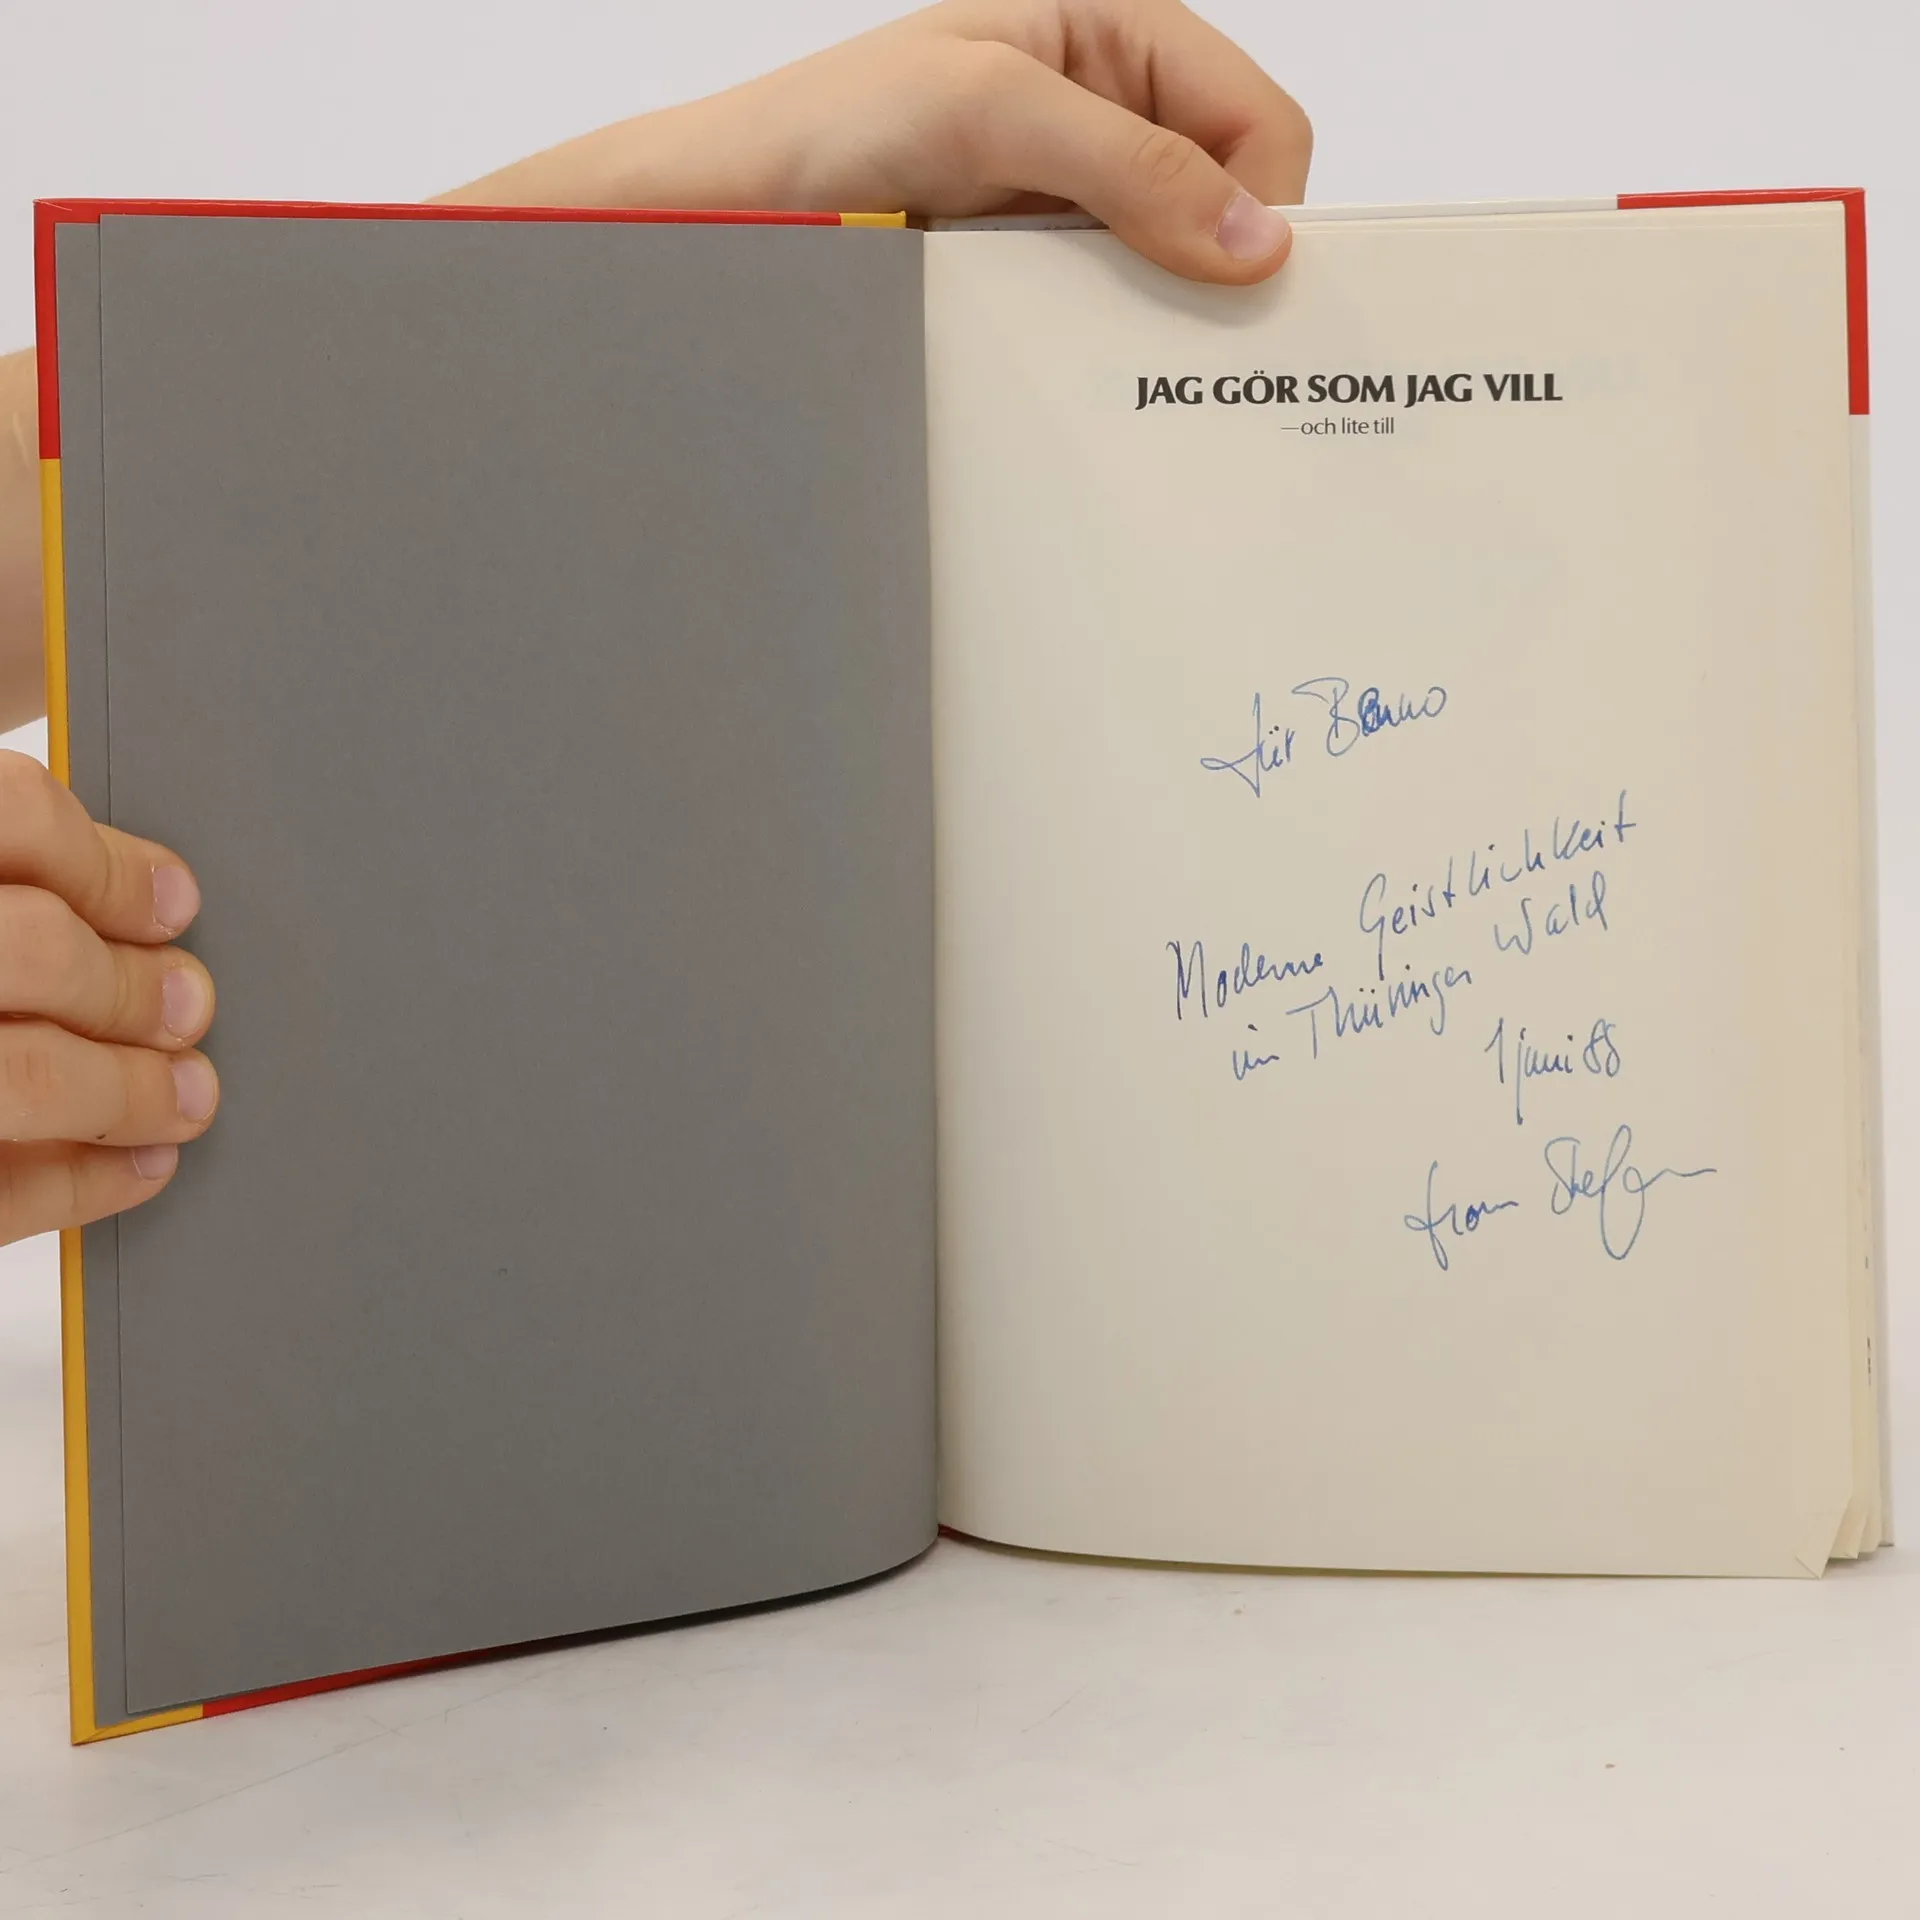 JAG GÖR SOM JAG VILL
—och lite till
für Benno
Moderne Geistlichkeit
im Thüringer Wald
1 juni 88
from Stefan